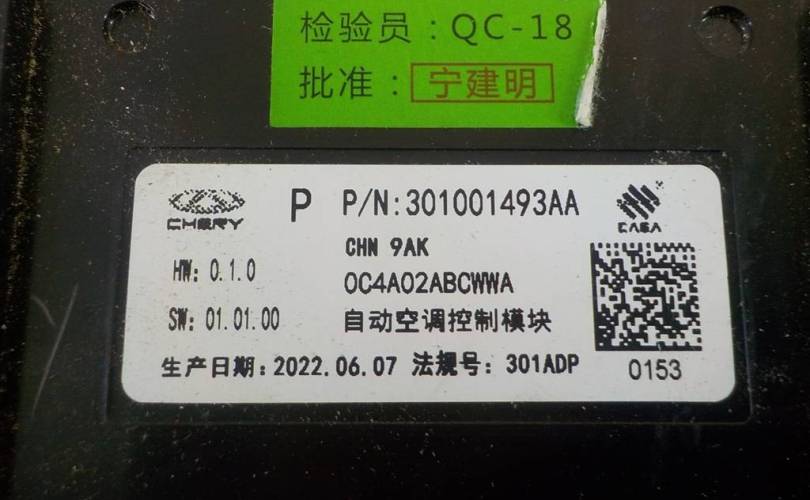 检验员：QC-18
批准：宁建明
CHERY
P P/N:301001493AA
CHN 9AK
HW: 0.1.0
0C4A02ABCWWA
SW: 01.01.00
自动空调控制模块
生产日期:2022.06.07 法规号: 301ADP
0153